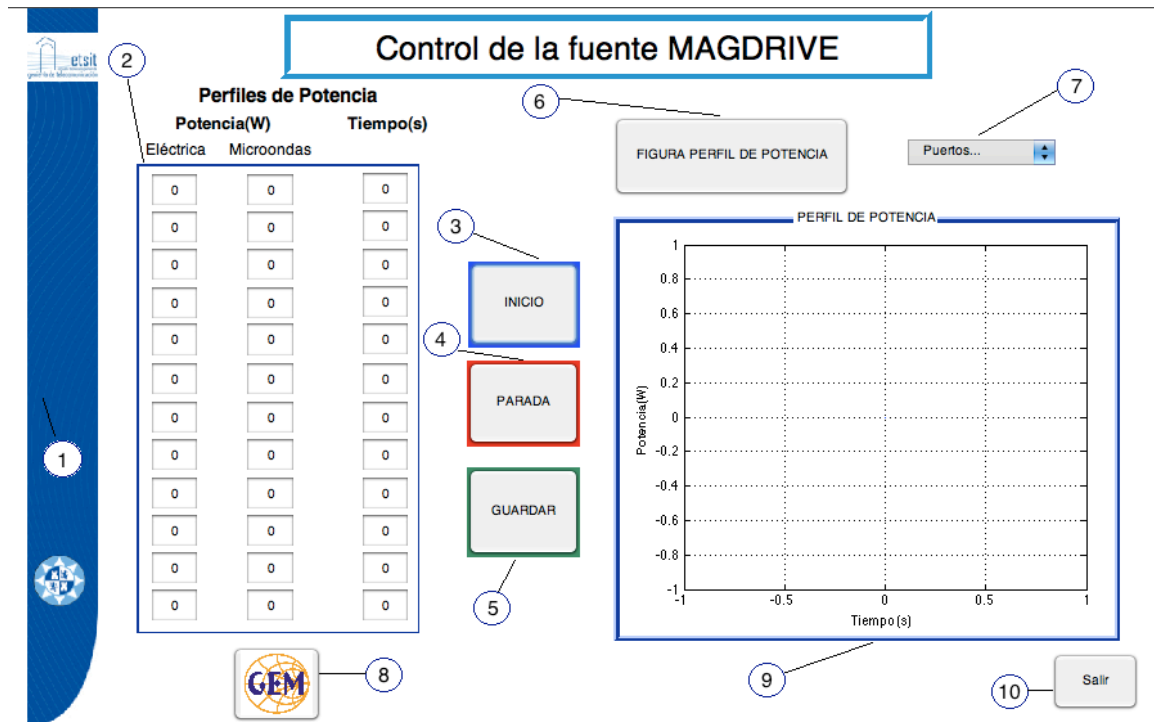 Control de la fuente MAGDRIVE
etsit
2
Perfiles de Potencia
Potencia(W) Tiempo(s)
Eléctrica Microondas
0 0 0
0 0 0
0 0 0
0 0 0
0 0 0
0 0 0
0 0 0
0 0 0
0 0 0
0 0 0
0 0 0
0 0 0
1
3
INICIO
4
PARADA
GUARDAR
5
6
FIGURA PERFIL DE POTENCIA
7
Puertos...
PERFIL DE POTENCIA
Potencia(W)
1
0.8
0.6
0.4
0.2
0
-0.2
-0.4
-0.6
-0.8
-1
-1 -0.5 0 0.5 1
Tiempo (s)
GEM
8
9
10
Salir